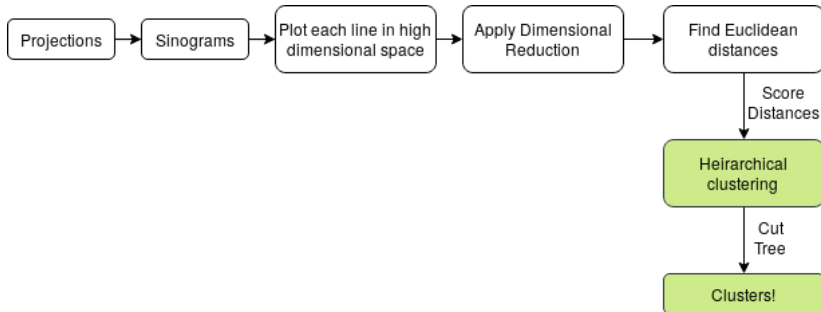 Projections
Sinograms
Plot each line in high
dimensional space
Apply Dimensional
Reduction
Find Euclidean
distances
Score
Distances
Heirarchical
clustering
Cut
Tree
Clusters!